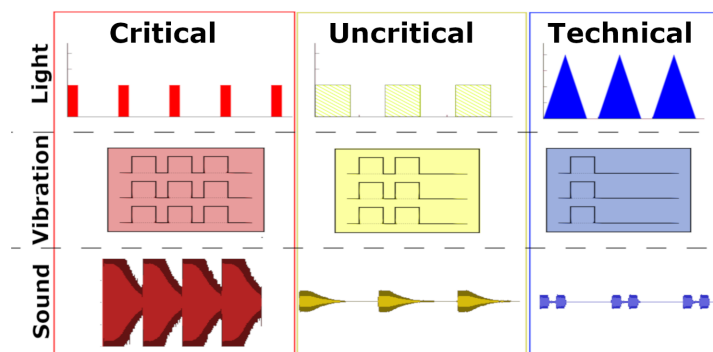 Critical
Uncritical
Technical
Light
Vibration
Sound